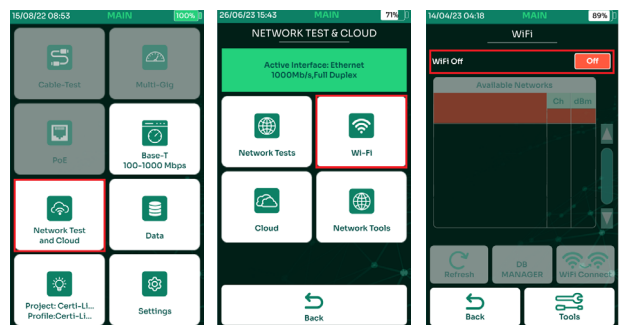 15/08/22 08:53 MAIN 100%
Cable-Test
Multi-Gig
PoE
Base-T
100-1000 Mbps
Network Test
and Cloud
Data
Project: Certi-Li...
Profile:Certi-Li...
Settings
26/06/23 15:43 MAIN 71%
NETWORK TEST & CLOUD
Active Interface: Ethernet
1000Mb/s,Full Duplex
Network Tests
Wi-Fi
Cloud
Network Tools
Back
14/04/23 04:18 MAIN 89%
WiFi
WiFi Off Off
Available Networks
Ch dBm
Refresh
DB
MANAGER
WiFi Connect
Back
Tools